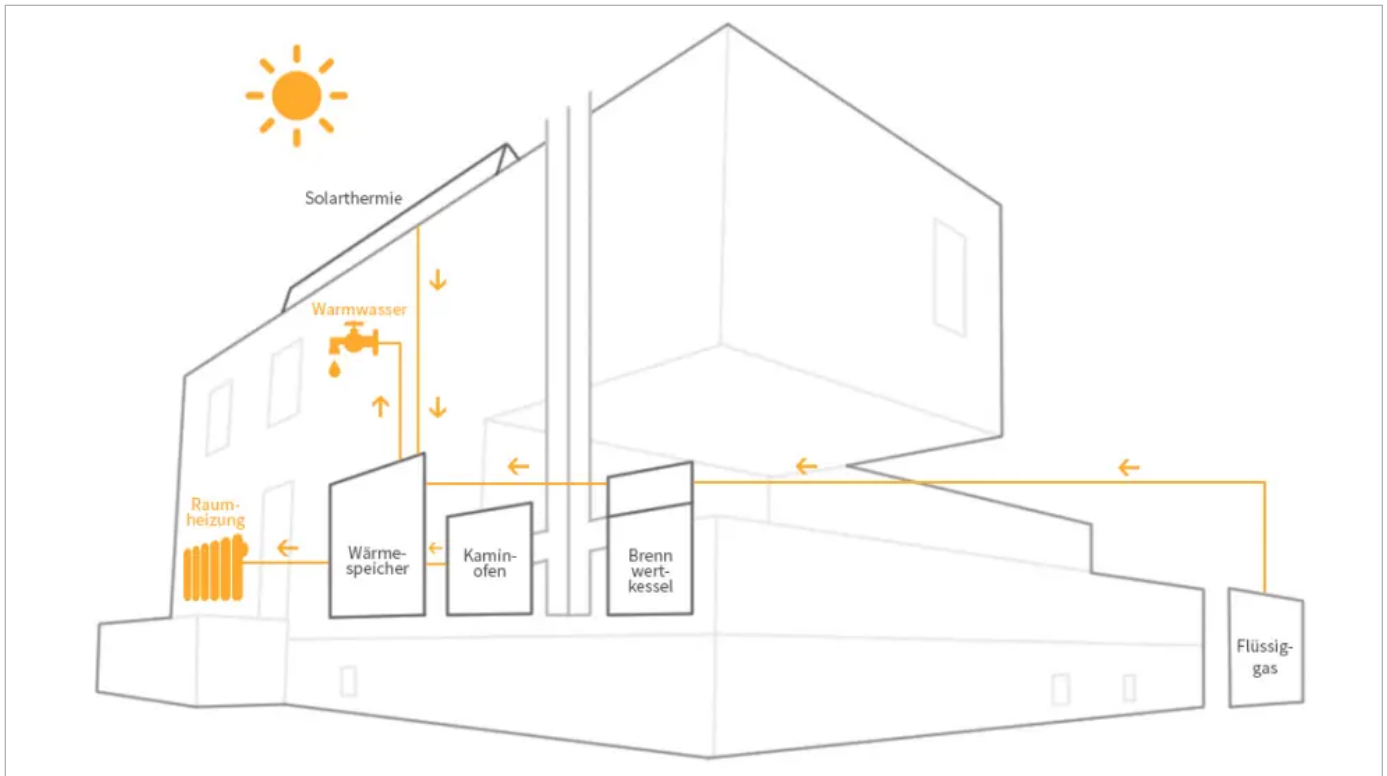 Solarthermie
Warmwasser
Raum-
heizung
Wärme-
speicher
Kamin-
ofen
Brenn
wert-
kessel
Flüssig-
gas